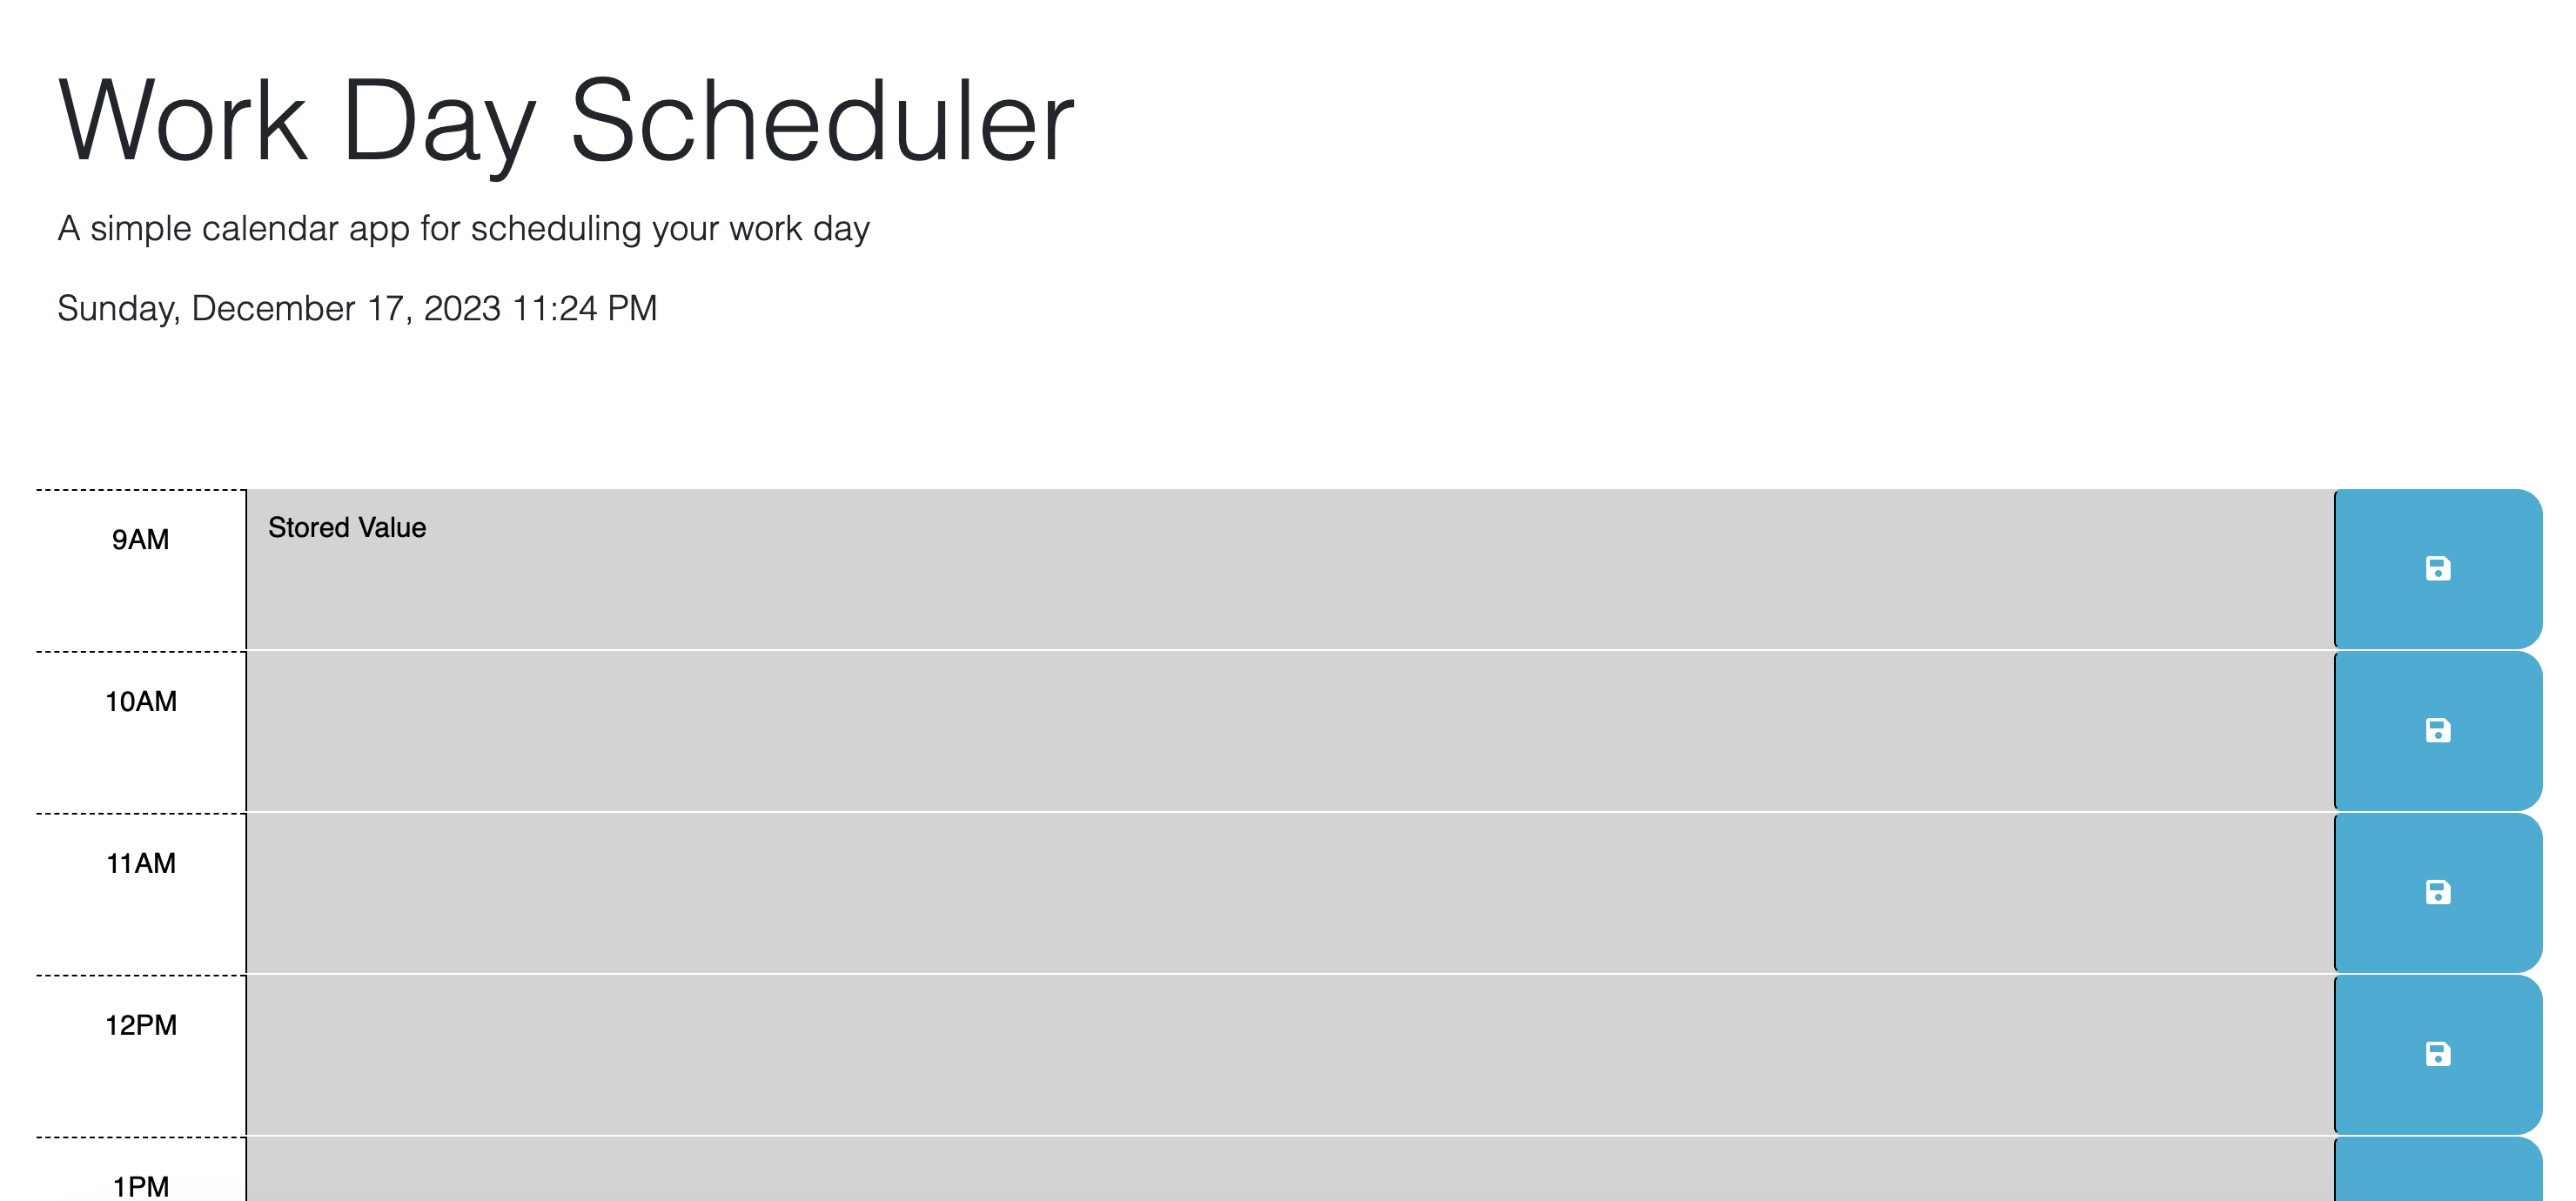 Work Day Scheduler
A simple calendar app for scheduling your work day
Sunday, December 17, 2023 11:24 PM
9AM
Stored Value
10AM
11AM
12PM
1PM